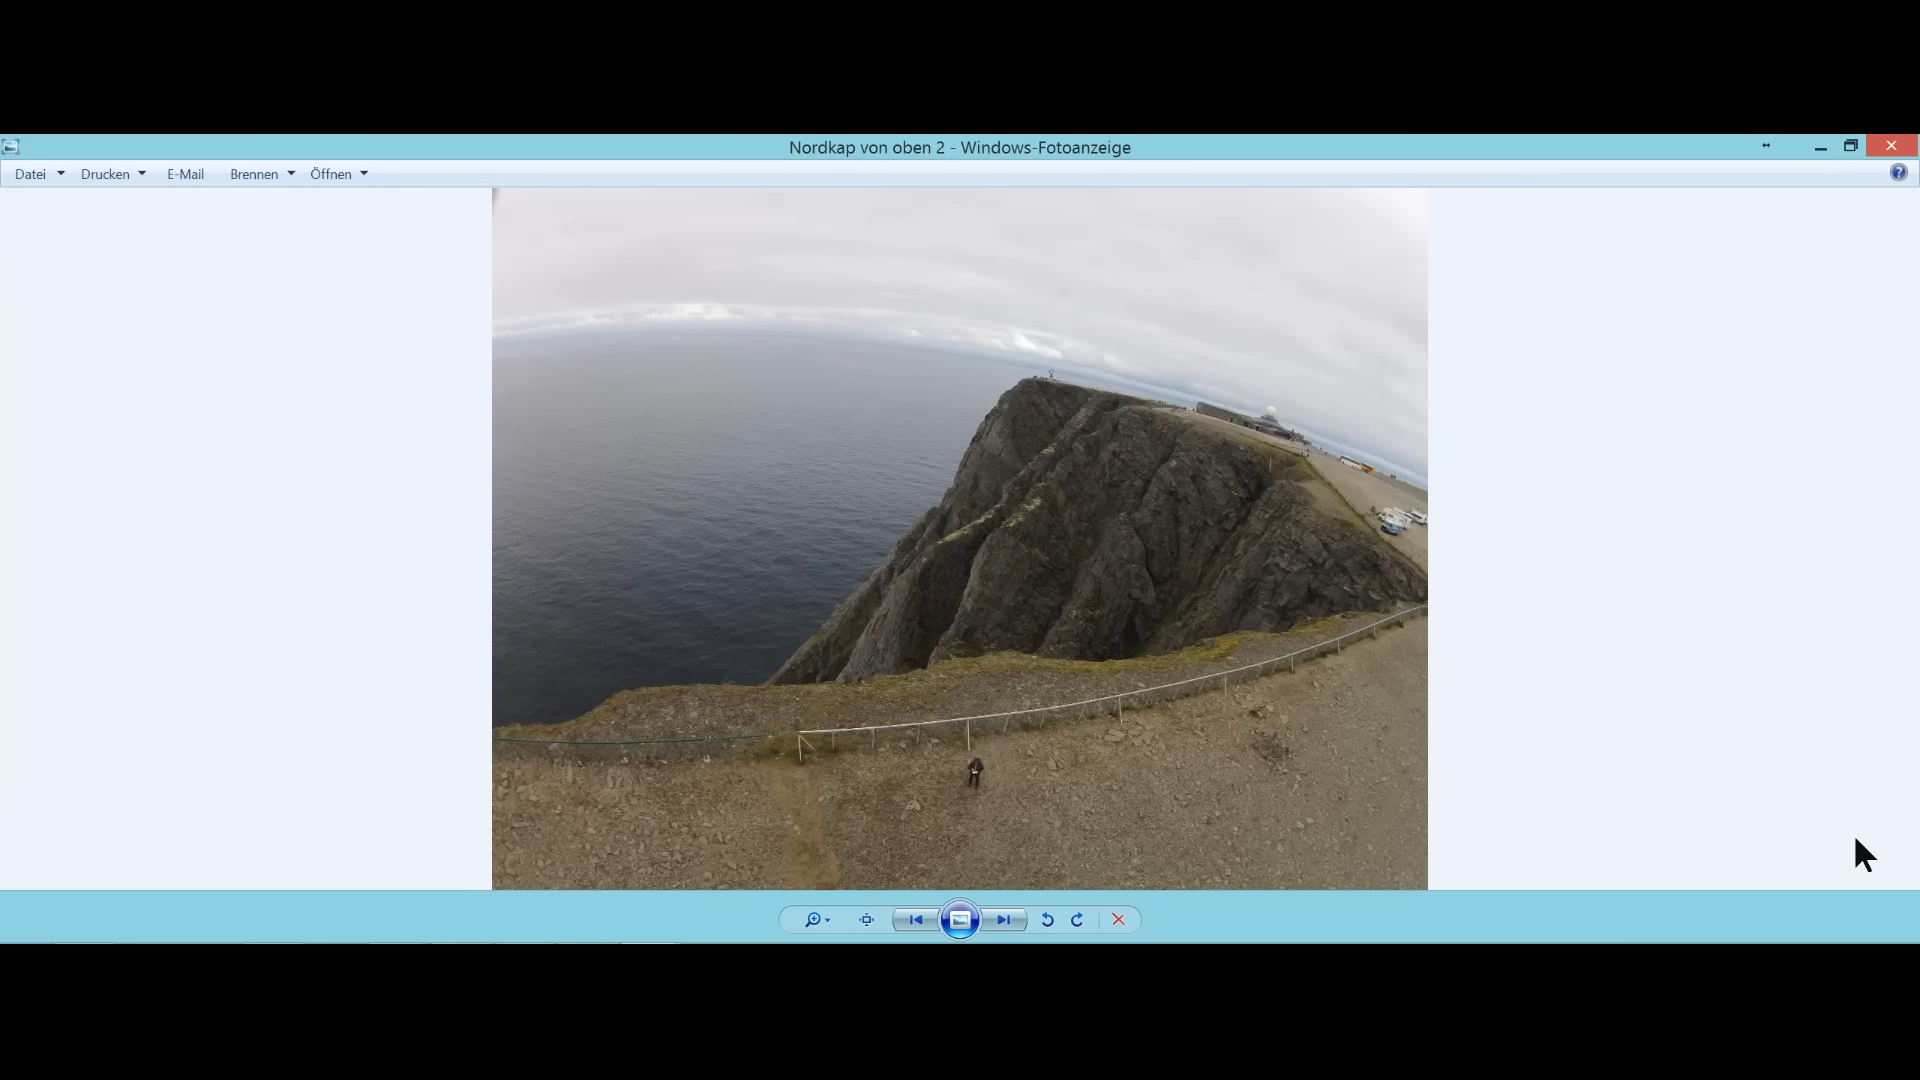 Nordkap von oben 2 - Windows-Fotoanzeige
Datei Drucken E-Mail Brennen Öffnen